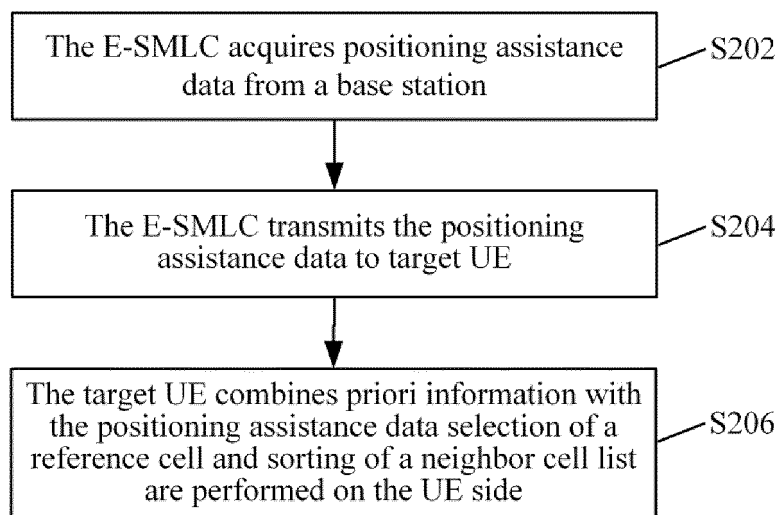 The E-SMLC acquires positioning assistance
data from a base station
S202
The E-SMLC transmits the positioning
assistance data to target UE
S204
The target UE combines priori information with
the positioning assistance data selection of a
reference cell and sorting of a neighbor cell list
are performed on the UE side
S206